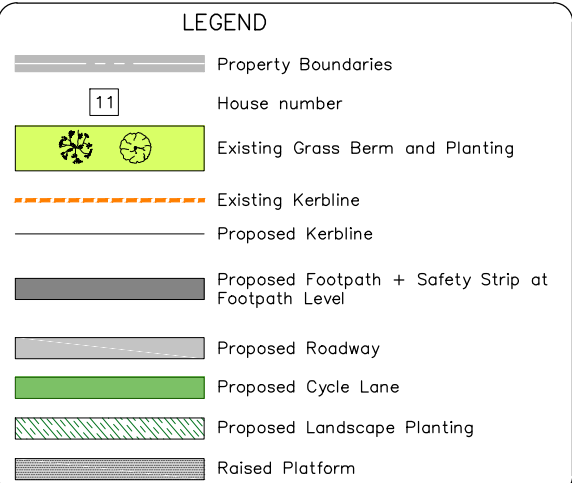 LEGEND
Property Boundaries
11
House number
Existing Grass Berm and Planting
Existing Kerbline
Proposed Kerbline
Proposed Footpath + Safety Strip at
Footpath Level
Proposed Roadway
Proposed Cycle Lane
Proposed Landscape Planting
Raised Platform